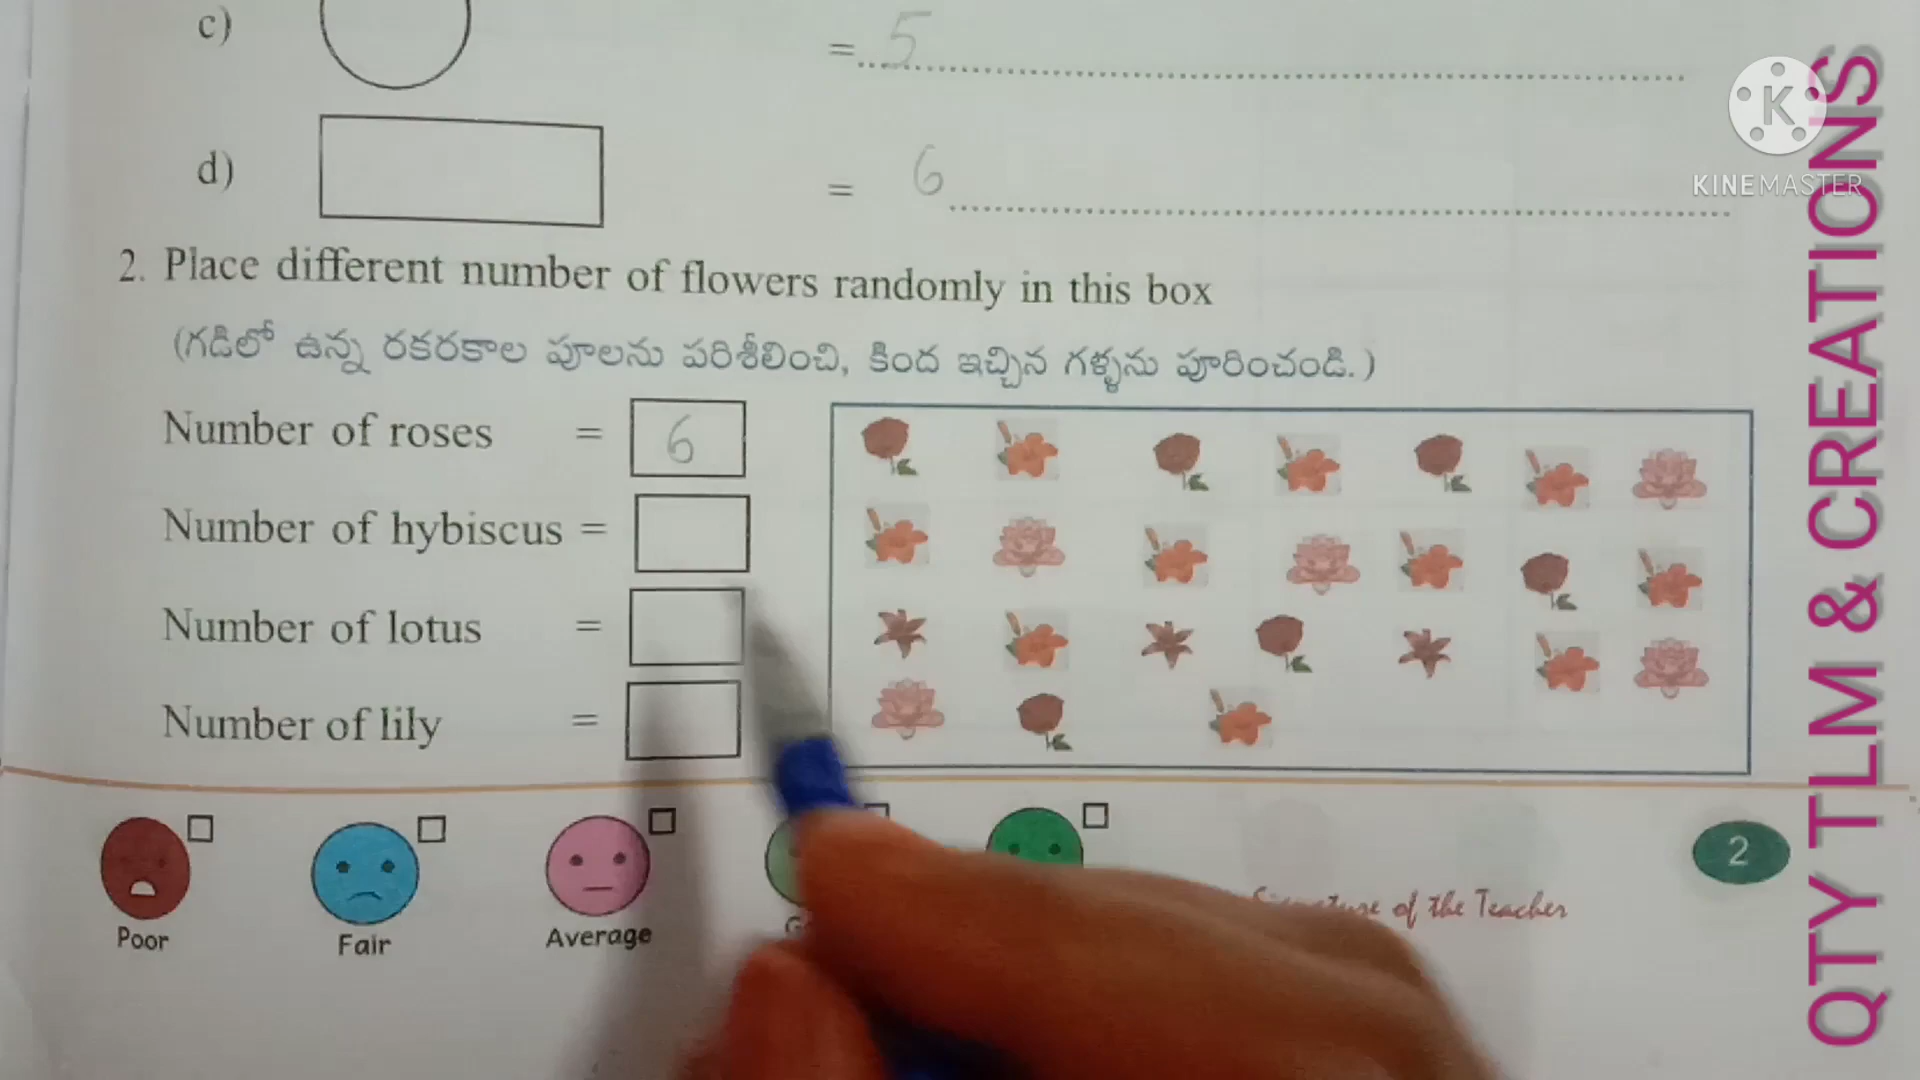 c)
= 5
d)
= 6
2. Place different number of flowers randomly in this box
(గడిలో ఉన్న రకరకాల పూలను పరిశీలించి, కింద ఇచ్చిన గళ్ళను పూరించండి.)
Number of roses = 6
Number of hybiscus =
Number of lotus =
Number of lily =
Poor
Fair
Average
of the Teacher
2
K
KINEMASTER
QTY TLM & CREATIONS